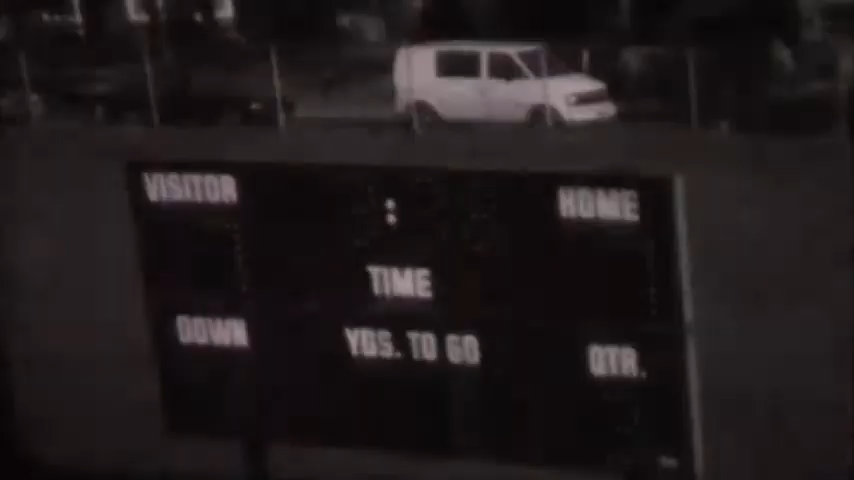 VISITOR : HOME
TIME
DOWN YDS. TO GO QTR.